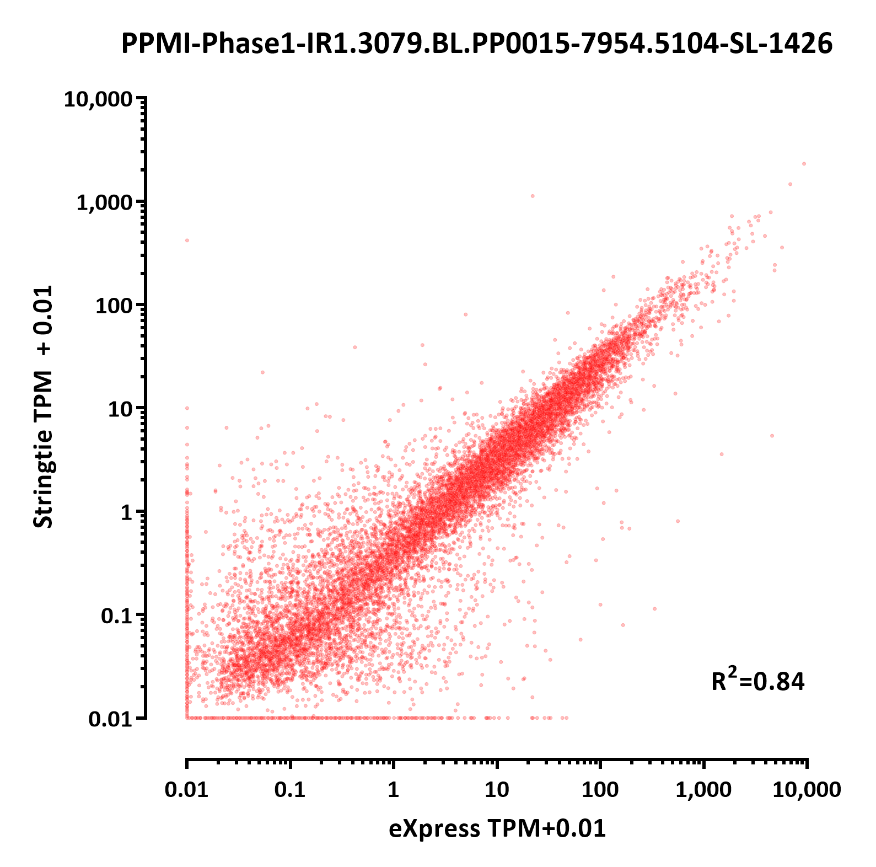 PPMI-Phase1-IR1.3079.BL.PP0015-7954.5104-SL-1426
10,000
1,000
100
10
1
0.1
0.01
Stringtie TPM + 0.01
R²=0.84
0.01 0.1 1 10 100 1,000 10,000
eXpress TPM+0.01